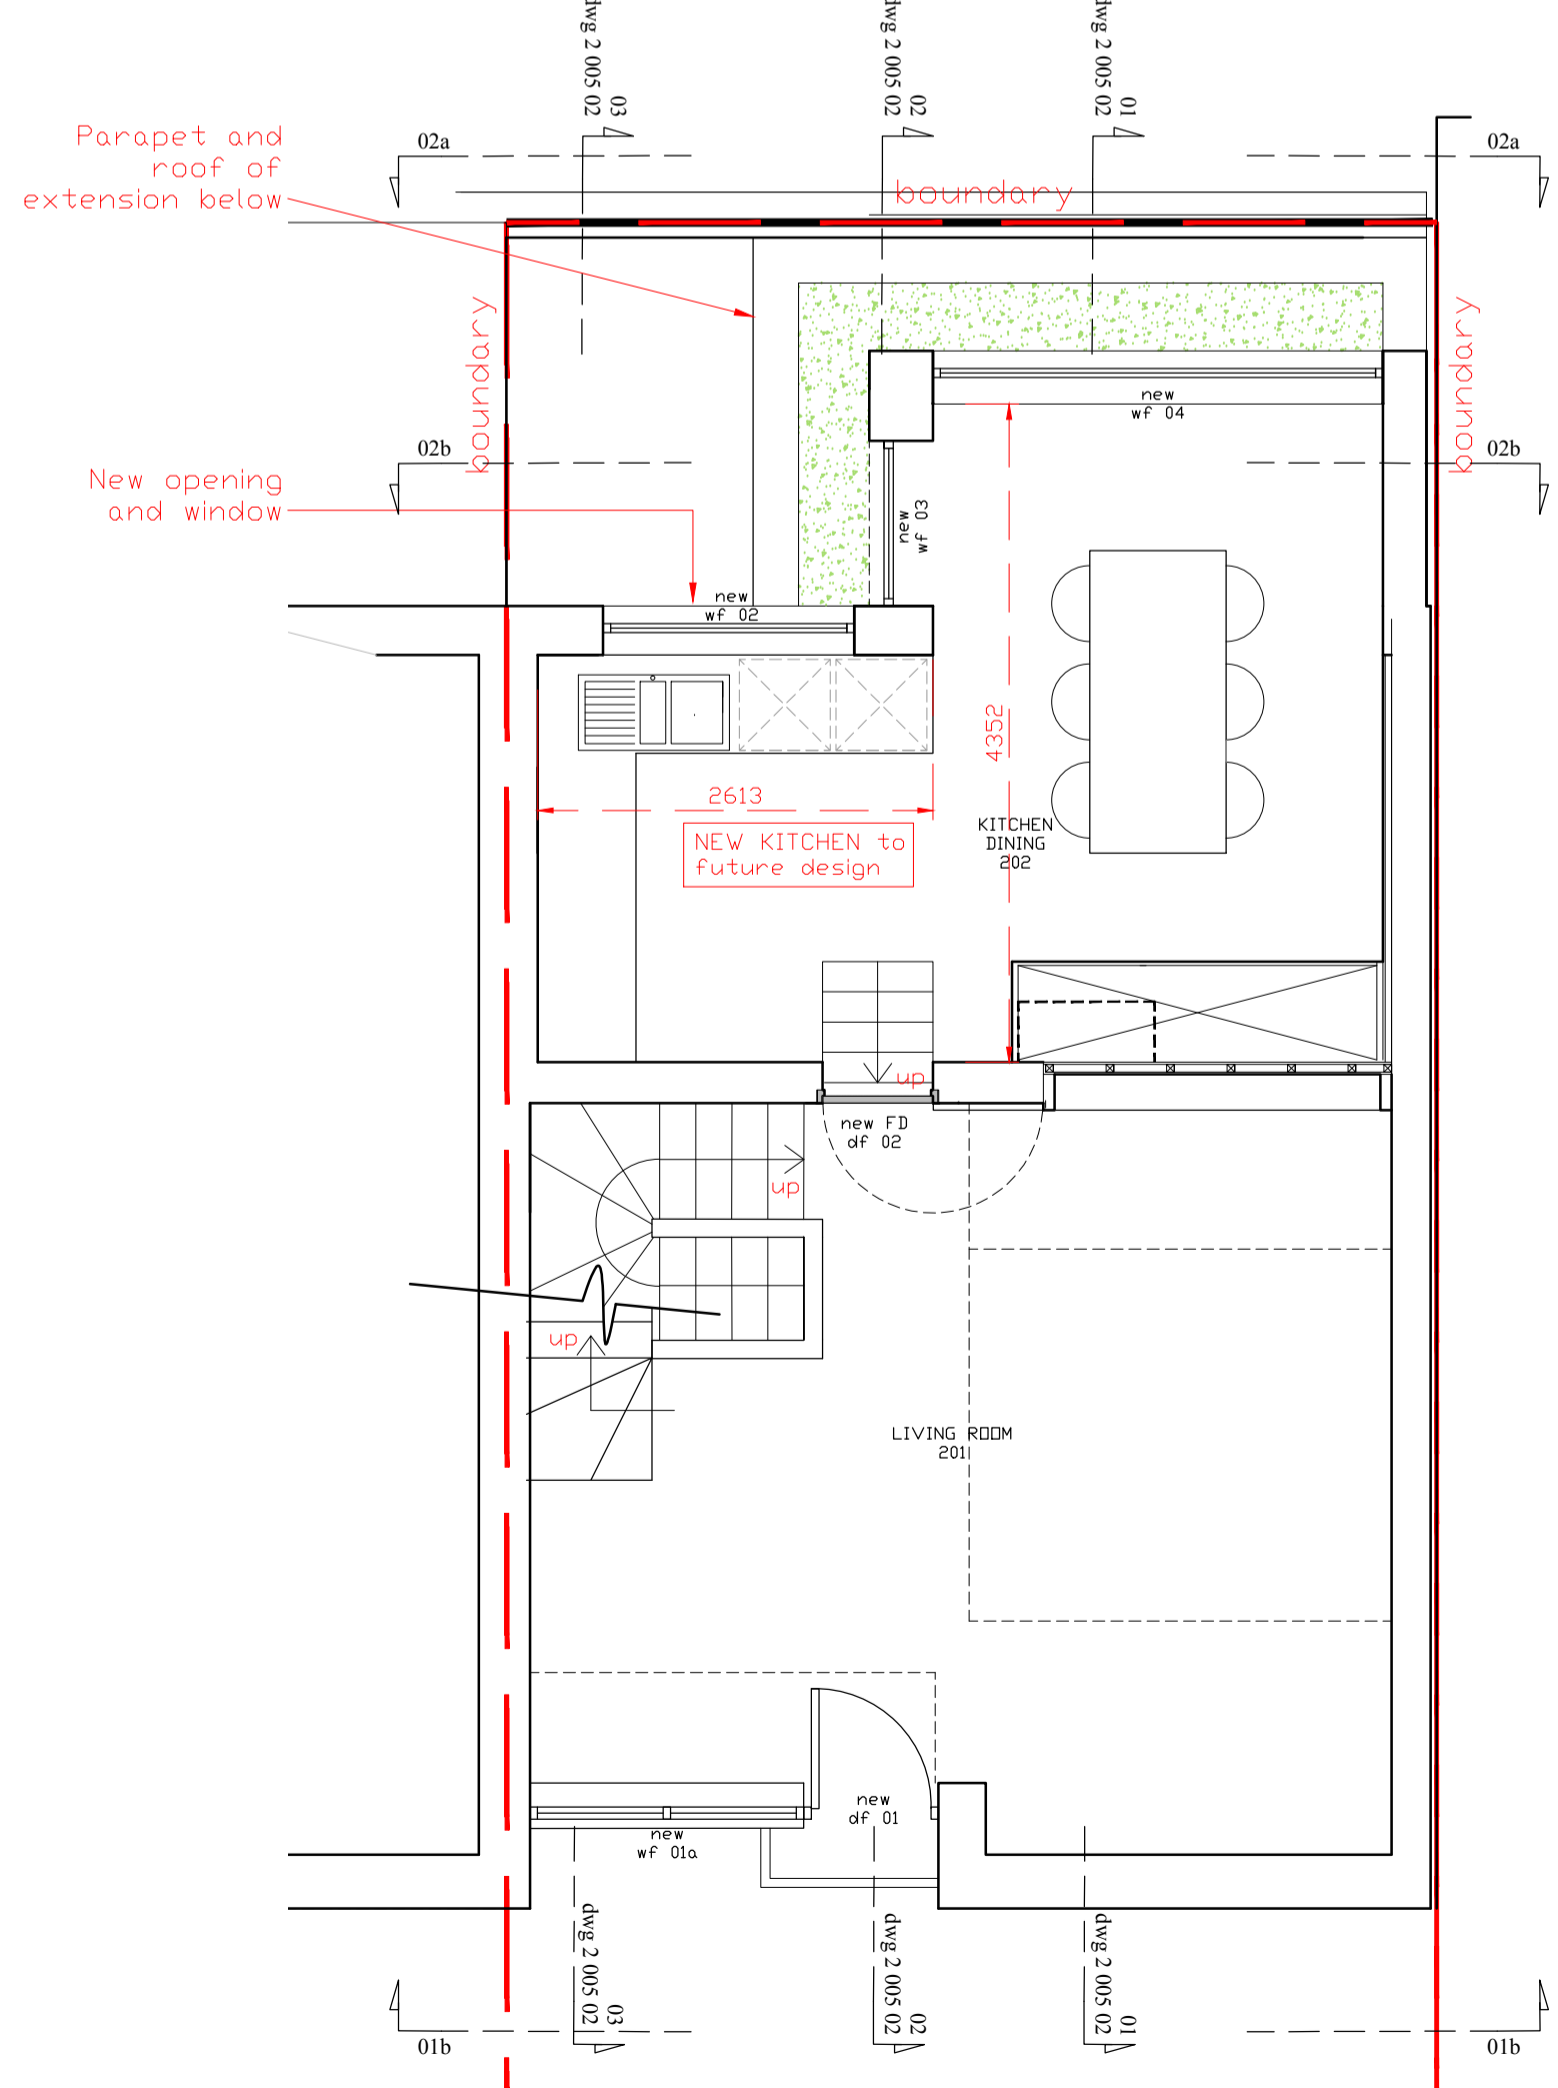 dwg 2 005 02
03
dwg 2 005 02
02
dwg 2 005 02
01
Parapet and
roof of
extension below
02a
02a
boundary
boundary
boundary
02b
02b
New opening
and window
new
wf 04
new
wf 03
new
wf 02
4352
2613
NEW KITCHEN to
future design
KITCHEN
DINING
202
up
new FD
df 02
up
up
LIVING ROOM
201
new
df 01
new
wf 01a
dwg 2 005 02
03
dwg 2 005 02
02
dwg 2 005 02
01
01b
01b